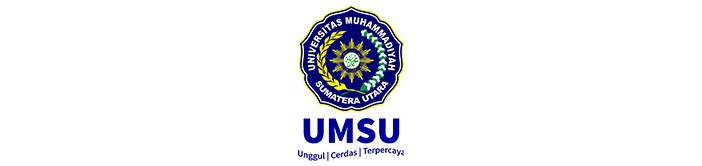 UNIVERSITAS MUHAMMADIYAH
SUMATERA UTARA
UMSU
Unggul | Cerdas | Terpercaya